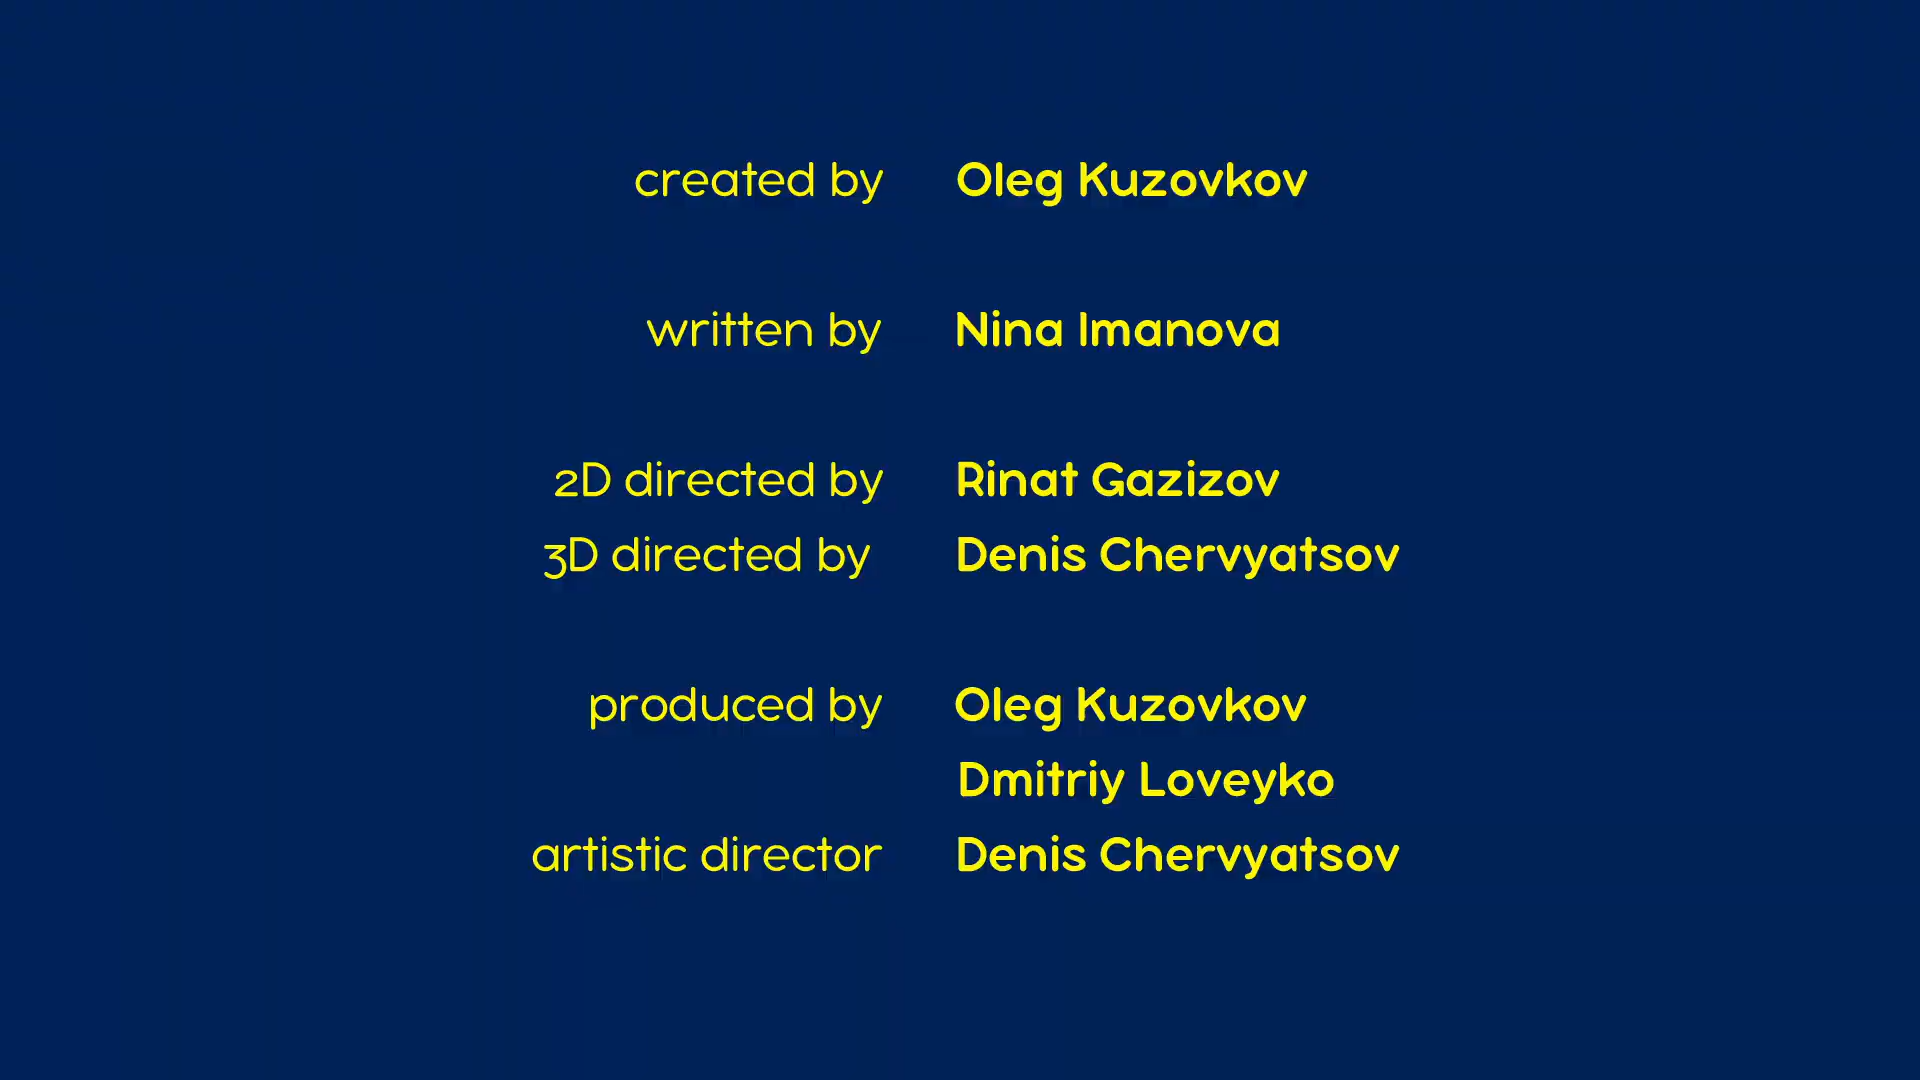 created by Oleg Kuzovkov
written by Nina Imanova
2D directed by Rinat Gazizov
3D directed by Denis Chervyatsov
produced by Oleg Kuzovkov
Dmitriy Loveyko
artistic director Denis Chervyatsov